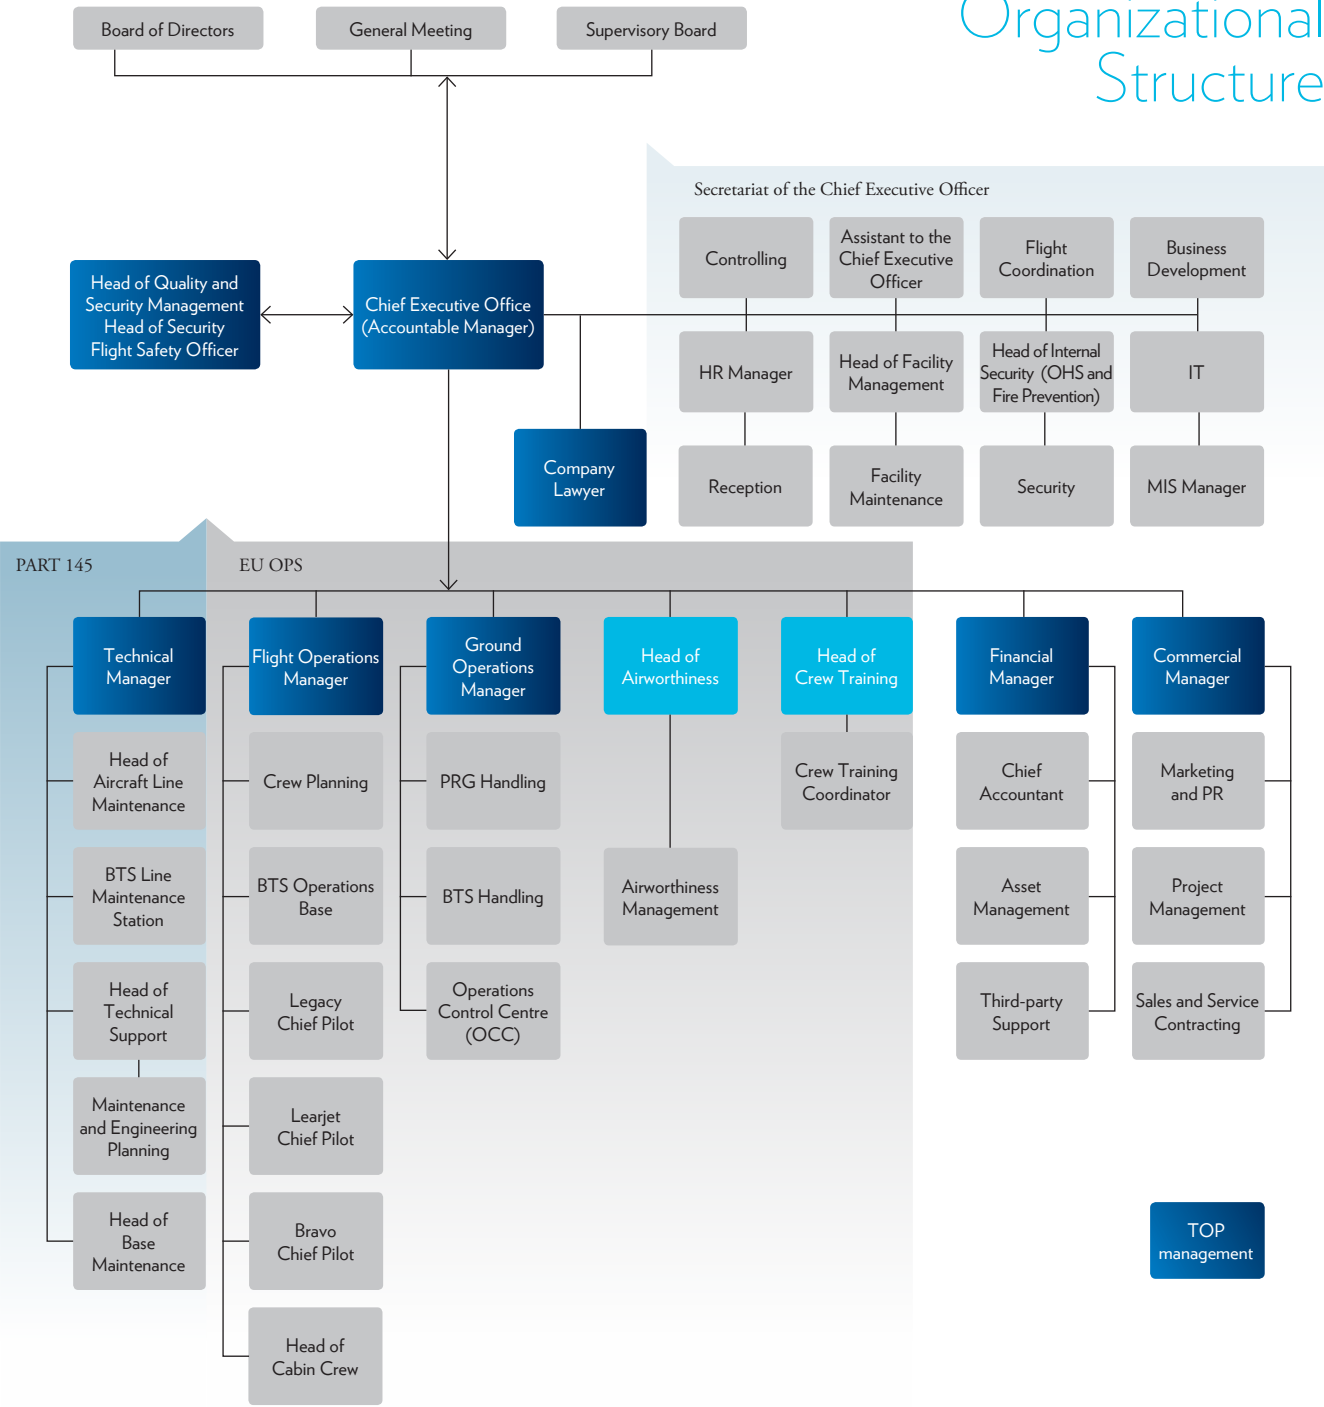 Organizational
Structure
Board of Directors
General Meeting
Supervisory Board
Secretariat of the Chief Executive Officer
Controlling
Assistant to the
Chief Executive
Officer
Flight
Coordination
Business
Development
Head of Quality and
Security Management
Head of Security
Flight Safety Officer
Chief Executive Office
(Accountable Manager)
HR Manager
Head of Facility
Management
Head of Internal
Security (OHS and
Fire Prevention)
IT
Company
Lawyer
Reception
Facility
Maintenance
Security
MIS Manager
PART 145
EU OPS
Technical
Manager
Flight Operations
Manager
Ground
Operations
Manager
Head of
Airworthiness
Head of
Crew Training
Financial
Manager
Commercial
Manager
Head of
Aircraft Line
Maintenance
Crew Planning
PRG Handling
Crew Training
Coordinator
Chief
Accountant
Marketing
and PR
BTS Line
Maintenance
Station
BTS Operations
Base
BTS Handling
Airworthiness
Management
Asset
Management
Project
Management
Head of
Technical
Support
Legacy
Chief Pilot
Operations
Control Centre
(OCC)
Third-party
Support
Sales and Service
Contracting
Maintenance
and Engineering
Planning
Learjet
Chief Pilot
Head of
Base
Maintenance
Bravo
Chief Pilot
TOP
management
Head of
Cabin Crew